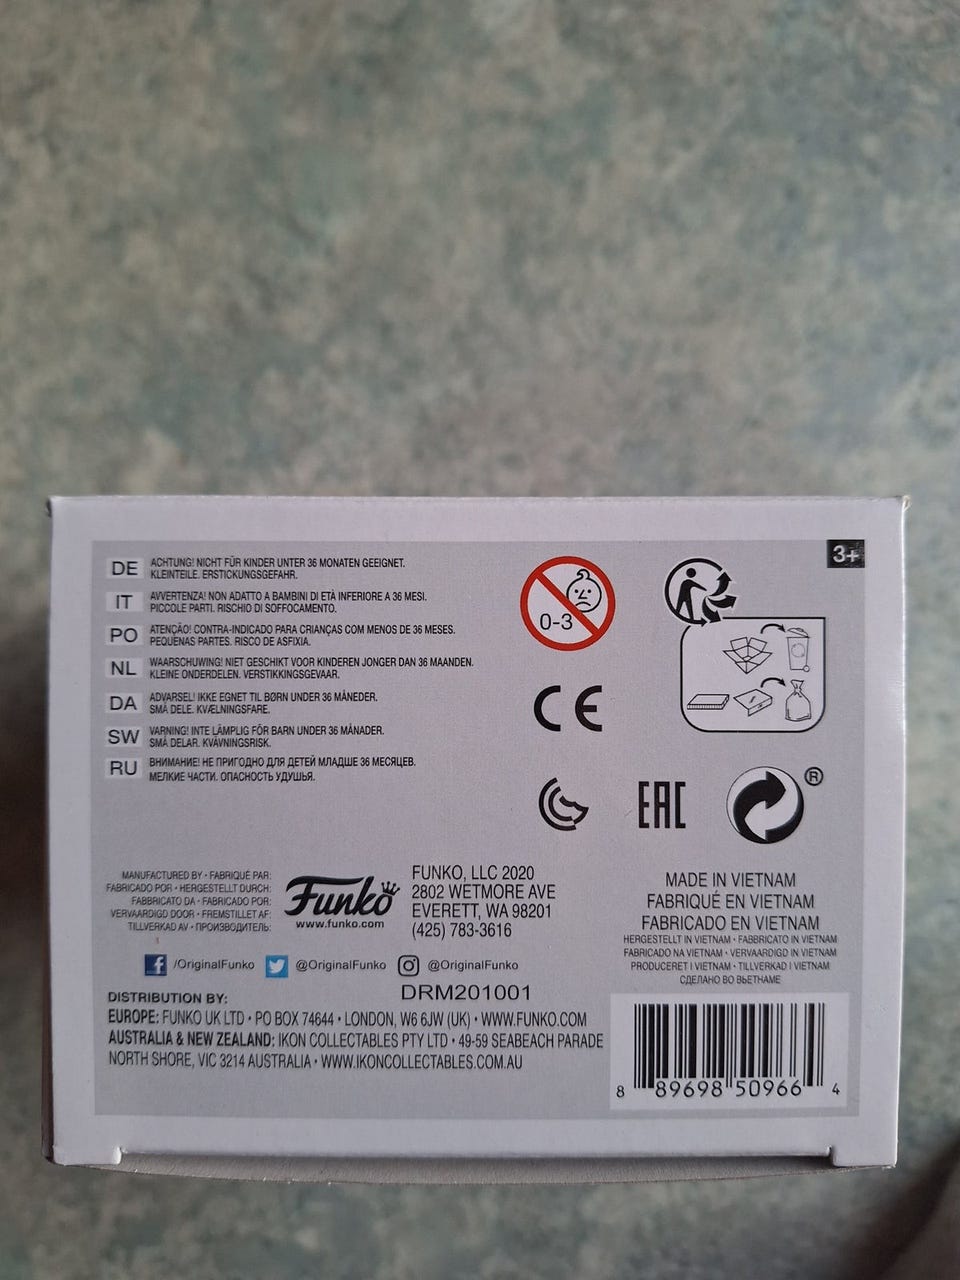 3+
DE ACHTUNG! NICHT FÜR KINDER UNTER 36 MONATEN GEEIGNET.
KLEINTEILE. ERSTICKUNGSGEFAHR.
IT AVVERTENZA! NON ADATTO A BAMBINI DI ETÀ INFERIORE A 36 MESI.
PICCOLE PARTI. RISCHIO DI SOFFOCAMENTO.
PO ATENÇÃO! CONTRA-INDICADO PARA CRIANÇAS COM MENOS DE 36 MESES.
PEQUENAS PARTES. RISCO DE ASFIXIA.
NL WAARSCHUWING! NIET GESCHIKT VOOR KINDEREN JONGER DAN 36 MAANDEN.
KLEINE ONDERDELEN. VERSTIKKINGSGEVAAR.
DA ADVARSEL! IKKE EGNET TIL BØRN UNDER 36 MÅNEDER.
SMÅ DELE. KVÆLNINGSFARE.
SW VARNING! INTE LÄMPLIG FÖR BARN UNDER 36 MÅNADER.
SMÅ DELAR. KVÄVNINGSRISK.
RU ВНИМАНИЕ! НЕ ПРИГОДНО ДЛЯ ДЕТЕЙ МЛАДШЕ 36 МЕСЯЦЕВ.
МЕЛКИЕ ЧАСТИ. ОПАСНОСТЬ УДУШЬЯ.
0-3
CE
EAC
®
MANUFACTURED BY • FABRIQUÉ PAR:
FABRICADO POR • HERGESTELLT DURCH:
FABBRICATO DA • FABRICADO POR:
VERVAARDIGD DOOR • FREMSTILLET AF:
TILLVERKAD AV • ПРОИЗВОДИТЕЛЬ:
Funko
www.funko.com
FUNKO, LLC 2020
2802 WETMORE AVE
EVERETT, WA 98201
(425) 783-3616
/OriginalFunko @OriginalFunko @OriginalFunko
DRM201001
DISTRIBUTION BY:
EUROPE: FUNKO UK LTD • PO BOX 74644 • LONDON, W6 6JW (UK) • WWW.FUNKO.COM
AUSTRALIA & NEW ZEALAND: IKON COLLECTABLES PTY LTD • 49-59 SEABEACH PARADE
NORTH SHORE, VIC 3214 AUSTRALIA • WWW.IKONCOLLECTABLES.COM.AU
MADE IN VIETNAM
FABRIQUÉ EN VIETNAM
FABRICADO EN VIETNAM
HERGESTELLT IN VIETNAM • FABBRICATO IN VIETNAM
FABRICADO NA VIETNAM • VERVAARDIGD IN VIETNAM
PRODUCERET I VIETNAM • TILLVERKAD I VIETNAM
СДЕЛАНО ВО ВЬЕТНАМЕ
8 89698 50966 4